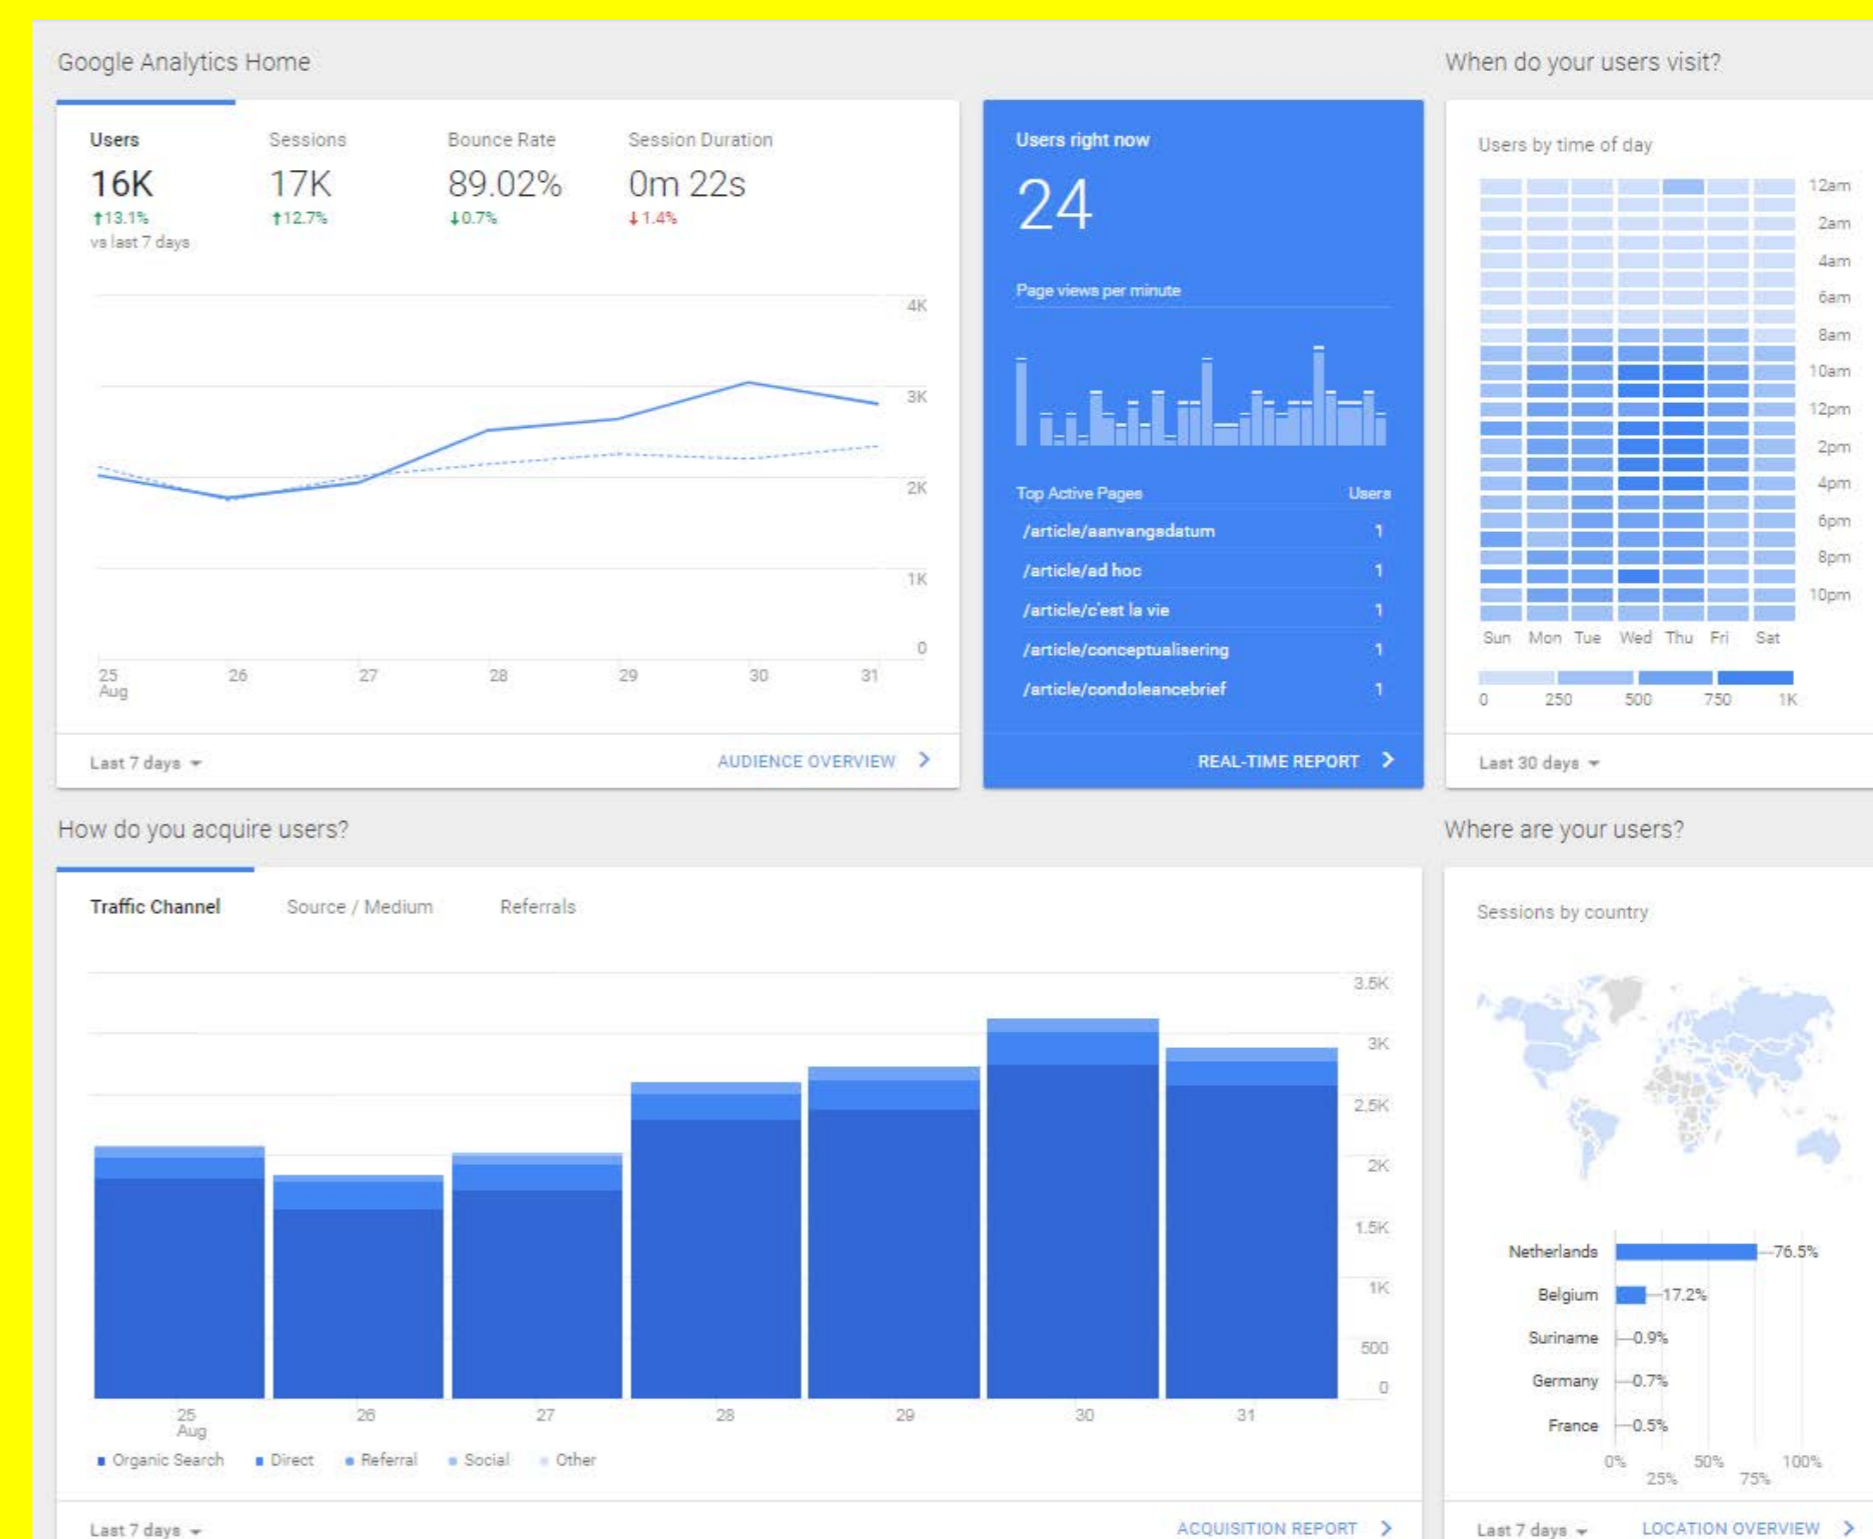 Google Analytics Home
Users
16K
↑13.1%
vs last 7 days
Sessions
17K
↑12.7%
Bounce Rate
89.02%
↓0.7%
Session Duration
0m 22s
↓1.4%
4K
3K
2K
1K
0
25 26 27 28 29 30 31
Aug
Last 7 days
AUDIENCE OVERVIEW
Users right now
24
Page views per minute
Top Active Pages Users
/article/aanvangsdatum 1
/article/ad hoc 1
/article/c'est la vie 1
/article/conceptualisering 1
/article/condoleancebrief 1
REAL-TIME REPORT
When do your users visit?
Users by time of day
12am
2am
4am
6am
8am
10am
12pm
2pm
4pm
6pm
8pm
10pm
Sun Mon Tue Wed Thu Fri Sat
0 250 500 750 1K
Last 30 days
How do you acquire users?
Traffic Channel Source / Medium Referrals
3.5K
3K
2.5K
2K
1.5K
1K
500
0
25 26 27 28 29 30 31
Aug
Organic Search Direct Referral Social Other
Last 7 days
ACQUISITION REPORT
Where are your users?
Sessions by country
Netherlands 76.5%
Belgium 17.2%
Suriname 0.9%
Germany 0.7%
France 0.5%
0% 50% 100%
25% 75%
Last 7 days
LOCATION OVERVIEW